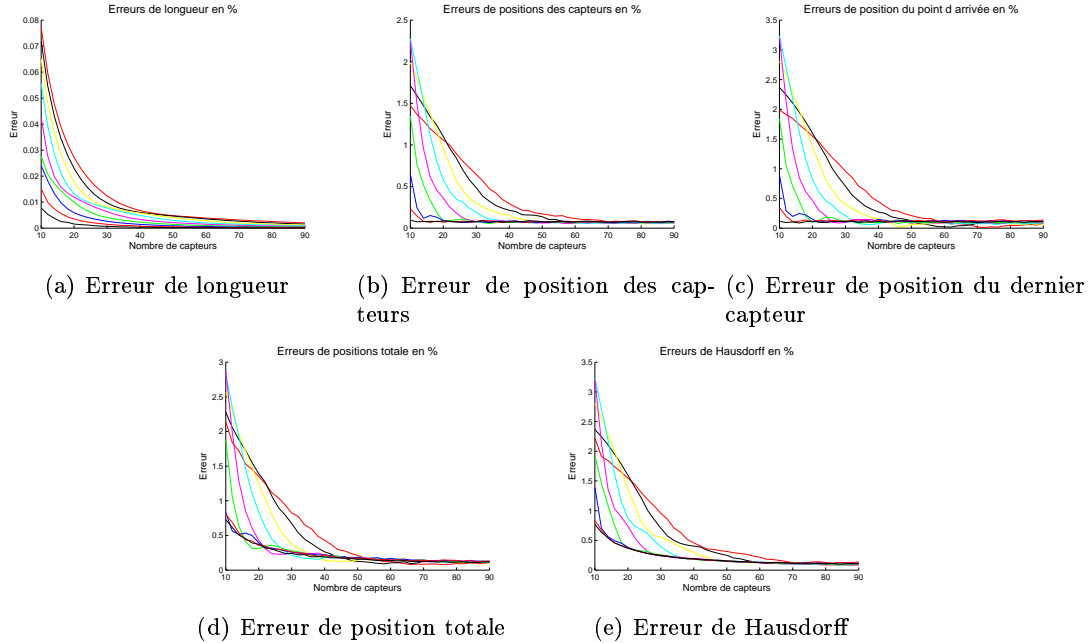 Erreurs de longueur en %
Erreurs de positions des capteurs en %
Erreurs de position du point d arrivée en %
0.08
0.07
0.06
0.05
0.04
0.03
0.02
0.01
0
Erreur
10 20 30 40 50 60 70 80 90
Nombre de capteurs
2.5
2
1.5
1
0.5
0
Erreur
10 20 30 40 50 60 70 80 90
Nombre de capteurs
3.5
3
2.5
2
1.5
1
0.5
0
Erreur
10 20 30 40 50 60 70 80 90
Nombre de capteurs
(a) Erreur de longueur
(b) Erreur de position des cap-
teurs
(c) Erreur de position du dernier
capteur
Erreurs de positions totale en %
3
2.5
2
1.5
1
0.5
0
Erreur
10 20 30 40 50 60 70 80 90
Nombre de capteurs
Erreurs de Hausdorff en %
3.5
3
2.5
2
1.5
1
0.5
0
Erreur
10 20 30 40 50 60 70 80 90
Nombre de capteurs
(d) Erreur de position totale
(e) Erreur de Hausdorff